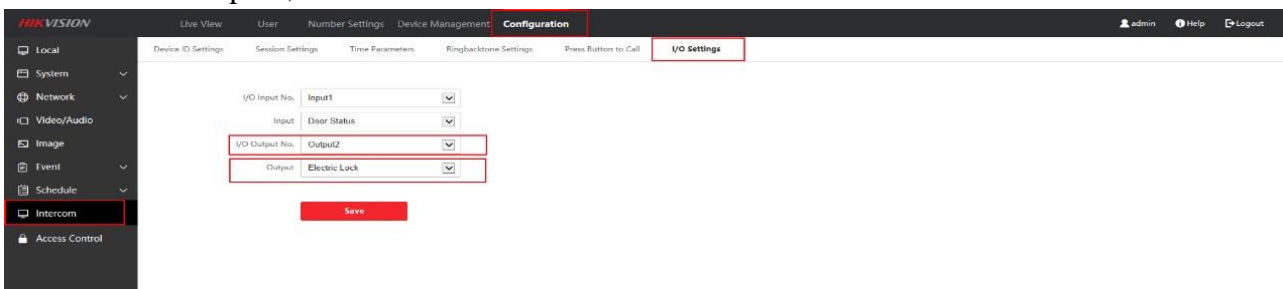 HIKVISION Live View User Number Settings Device Management Configuration admin Help Logout
Local Device ID Settings Session Settings Time Parameters Ringbacktone Settings Press Button to Call I/O Settings
System
Network I/O Input No. Input1
Video/Audio Input Door Status
Image I/O Output No. Output2
Event Output Electric Lock
Schedule
Intercom Save
Access Control